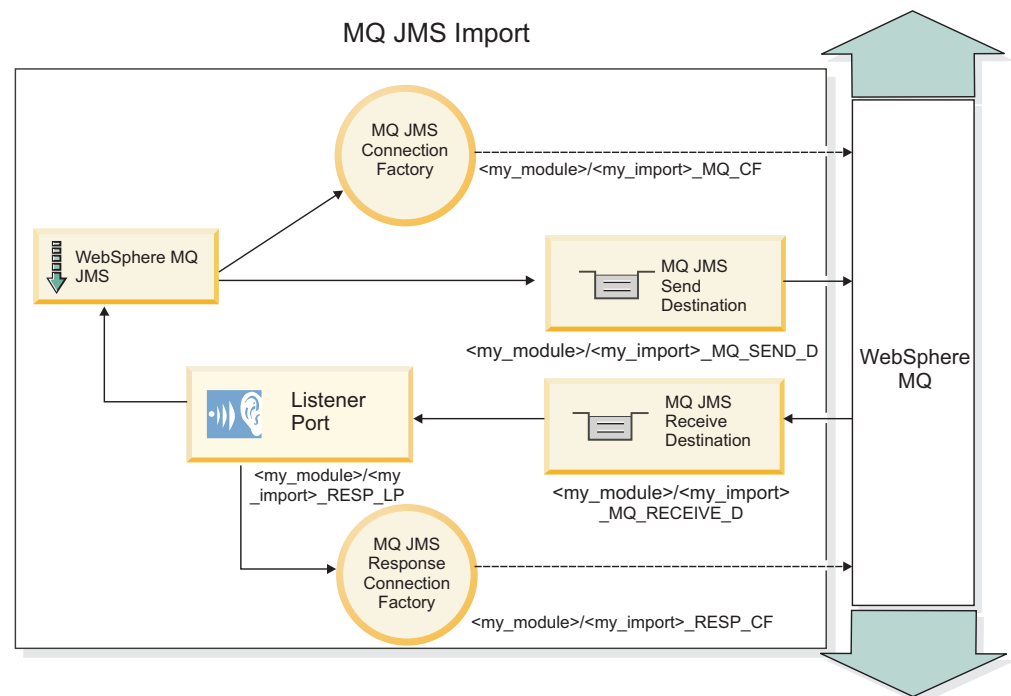 MQ JMS Import
MQ JMS
Connection
Factory
<my_module>/<my_import>_MQ_CF
WebSphere MQ
JMS
MQ JMS
Send
Destination
<my_module>/<my_import>_MQ_SEND_D
WebSphere
MQ
Listener
Port
MQ JMS
Receive
Destination
<my_module>/<my
_import>_RESP_LP
<my_module>/<my_import>
_MQ_RECEIVE_D
MQ JMS
Response
Connection
Factory
<my_module>/<my_import>_RESP_CF